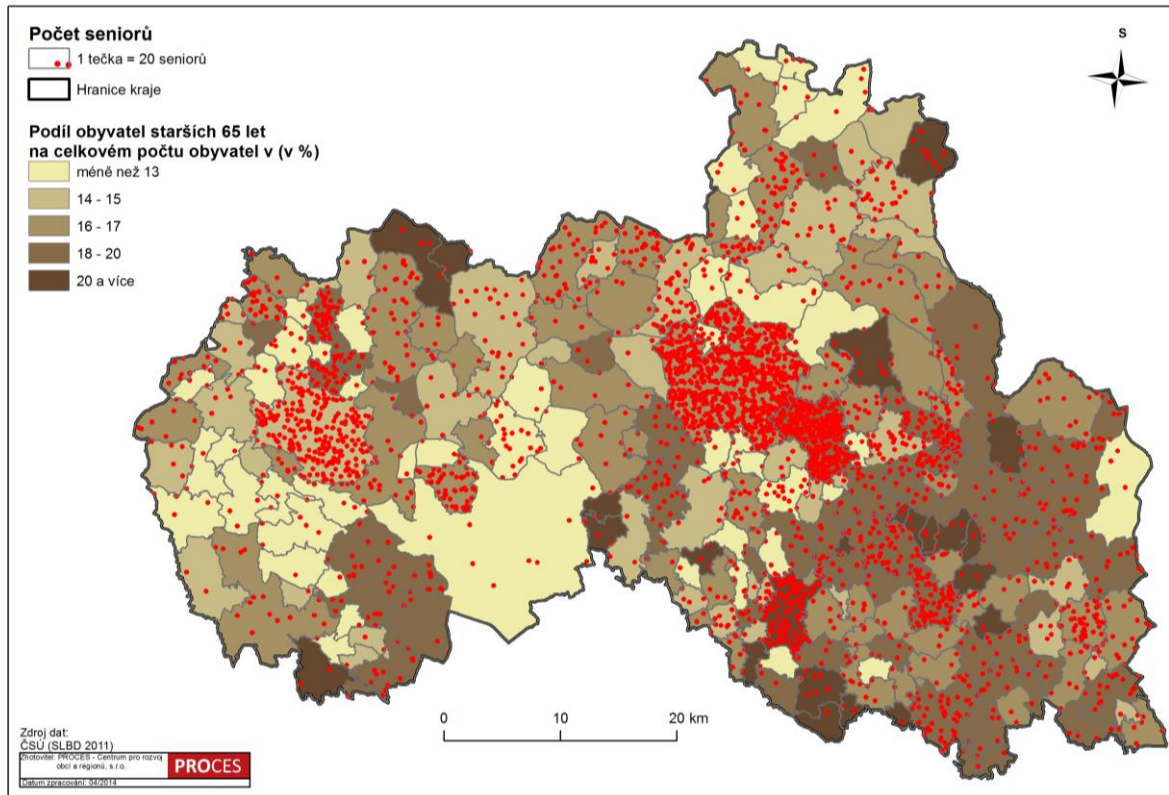 Počet seniorů
1 tečka = 20 seniorů
Hranice kraje
Podíl obyvatel starších 65 let
na celkovém počtu obyvatel v (v %)
méně než 13
14 - 15
16 - 17
18 - 20
20 a více
S
0 10 20 km
Zdroj dat:
ČSÚ (SLBD 2011)
Zhotovitel: PROCES - Centrum pro rozvoj
obcí a regionů, s.r.o.
PROCES
Datum zpracování: 04/2014